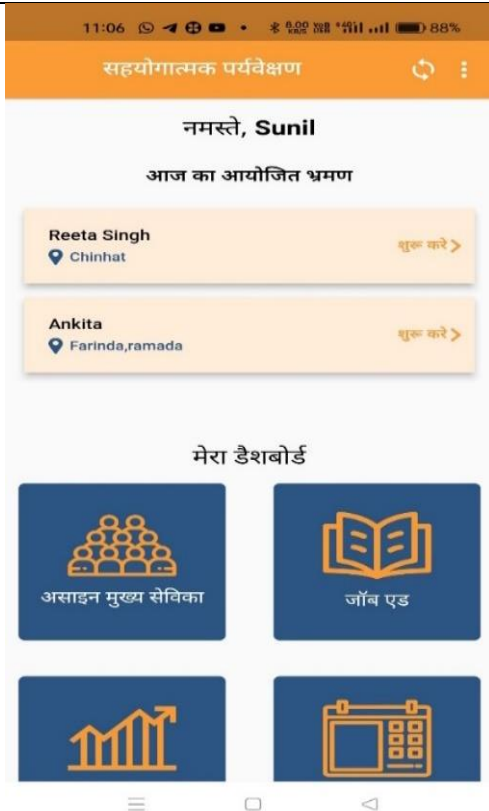 11:06 88%
सहयोगात्मक पर्यवेक्षण
नमस्ते, Sunil
आज का आयोजित भ्रमण
Reeta Singh
Chinhat
शुरू करे
Ankita
Farinda,ramada
शुरू करे
मेरा डैशबोर्ड
असाइन मुख्य सेविका
जॉब एड